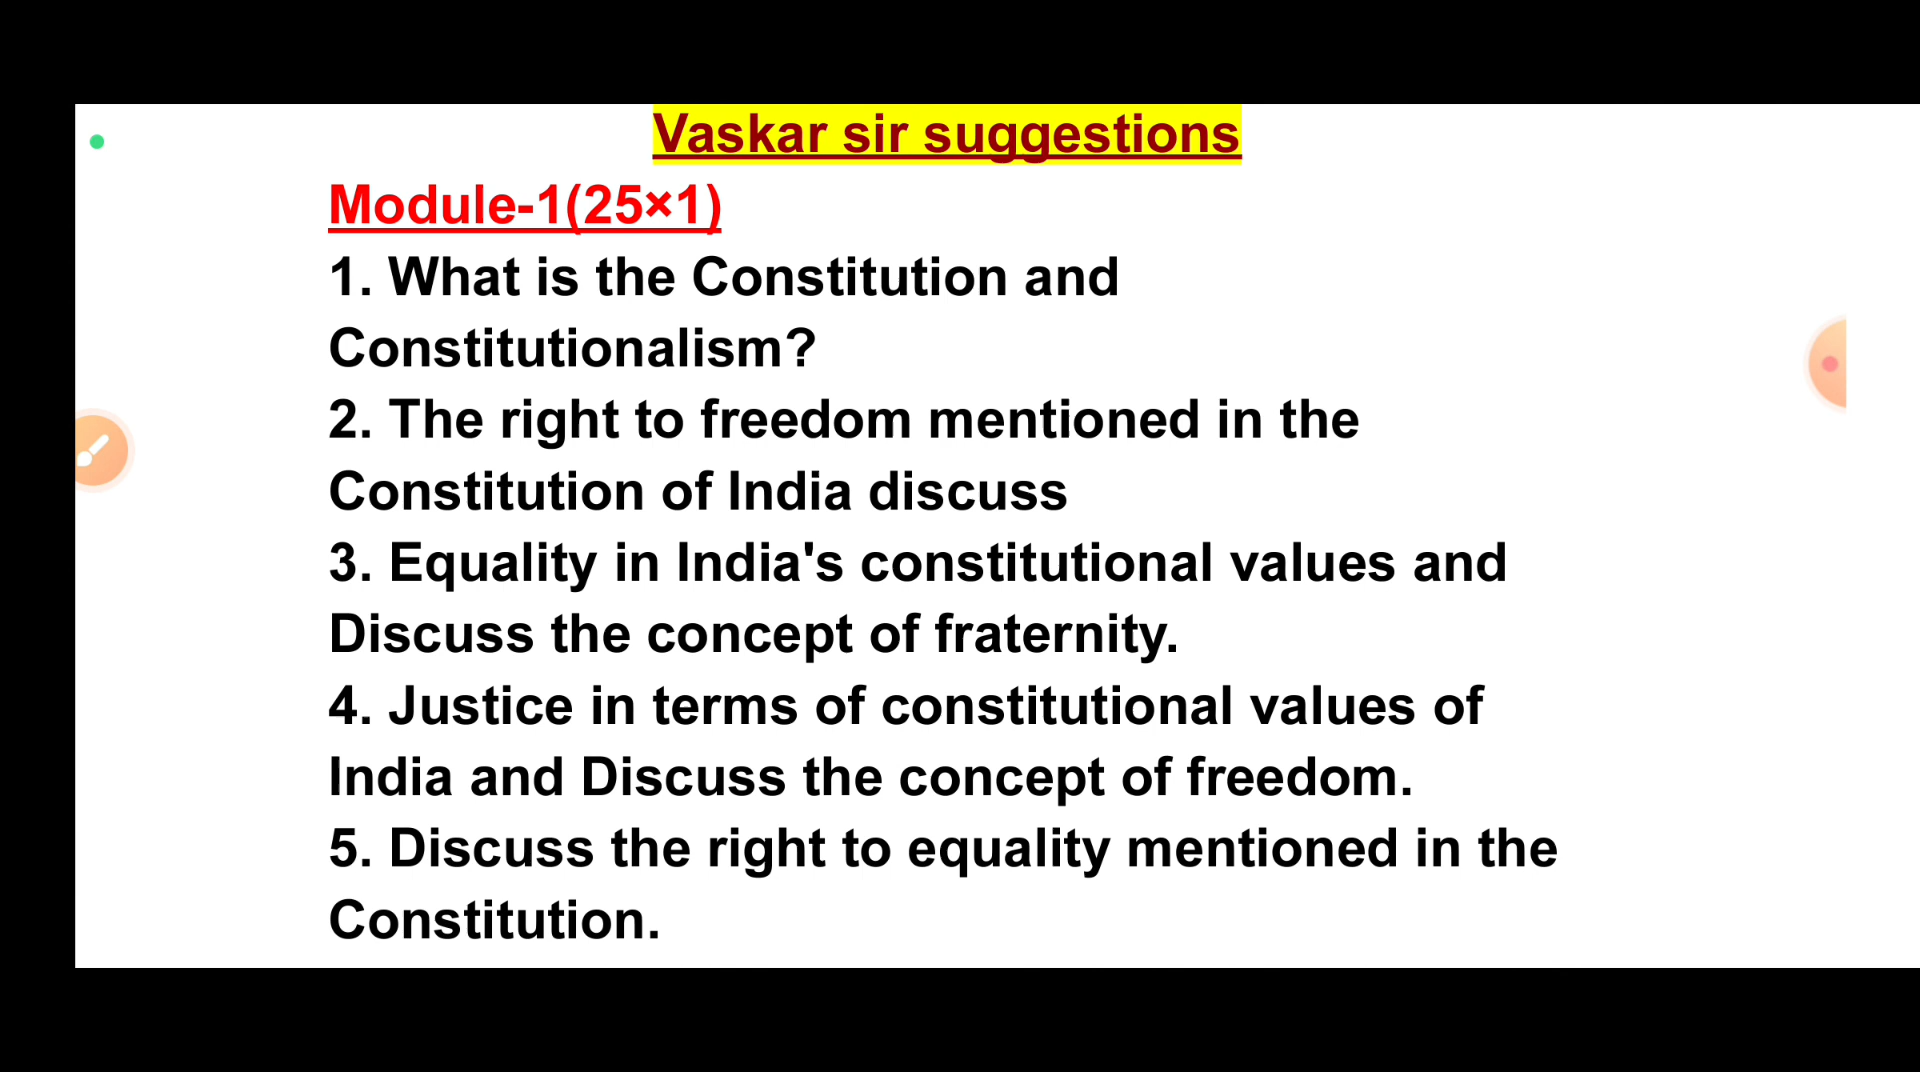 Vaskar sir suggestions
Module-1(25×1)
1. What is the Constitution and
Constitutionalism?
2. The right to freedom mentioned in the
Constitution of India discuss
3. Equality in India's constitutional values and
Discuss the concept of fraternity.
4. Justice in terms of constitutional values of
India and Discuss the concept of freedom.
5. Discuss the right to equality mentioned in the
Constitution.